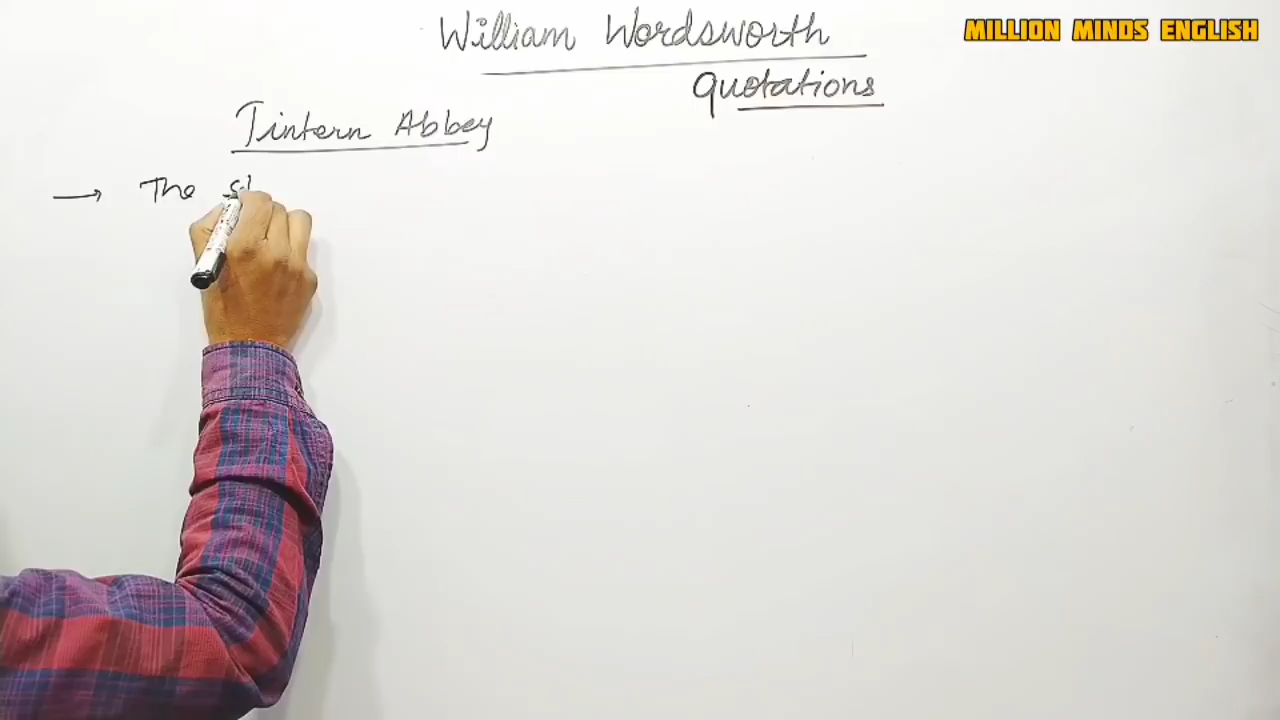 William Wordsworth
MILLION MINDS ENGLISH
Quotations
Tintern Abbey
→ The